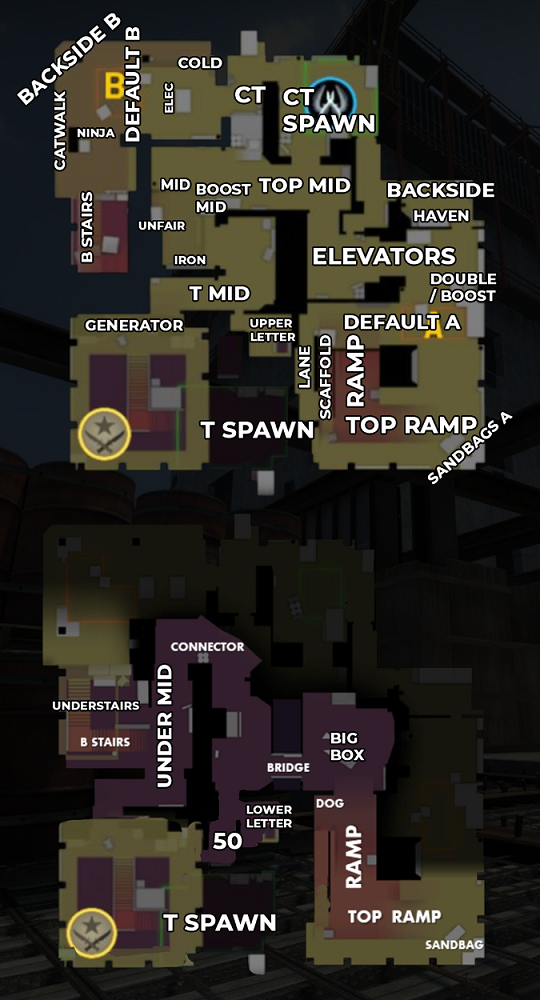 BACKSIDE B
DEFAULT B
COLD
B
ELEC
CATWALK
NINJA
CT
CT
SPAWN
MID
BOOST
MID
TOP MID
BACKSIDE
HAVEN
B STAIRS
UNFAIR
IRON
ELEVATORS
T MID
DOUBLE
/ BOOST
GENERATOR
UPPER
LETTER
DEFAULT A
A
LANE
SCAFFOLD
RAMP
T SPAWN
TOP RAMP
SANDBAGS A
CONNECTOR
UNDER MID
UNDERSTAIRS
B STAIRS
BIG
BOX
BRIDGE
DOG
LOWER
LETTER
50
RAMP
T SPAWN
TOP RAMP
SANDBAG